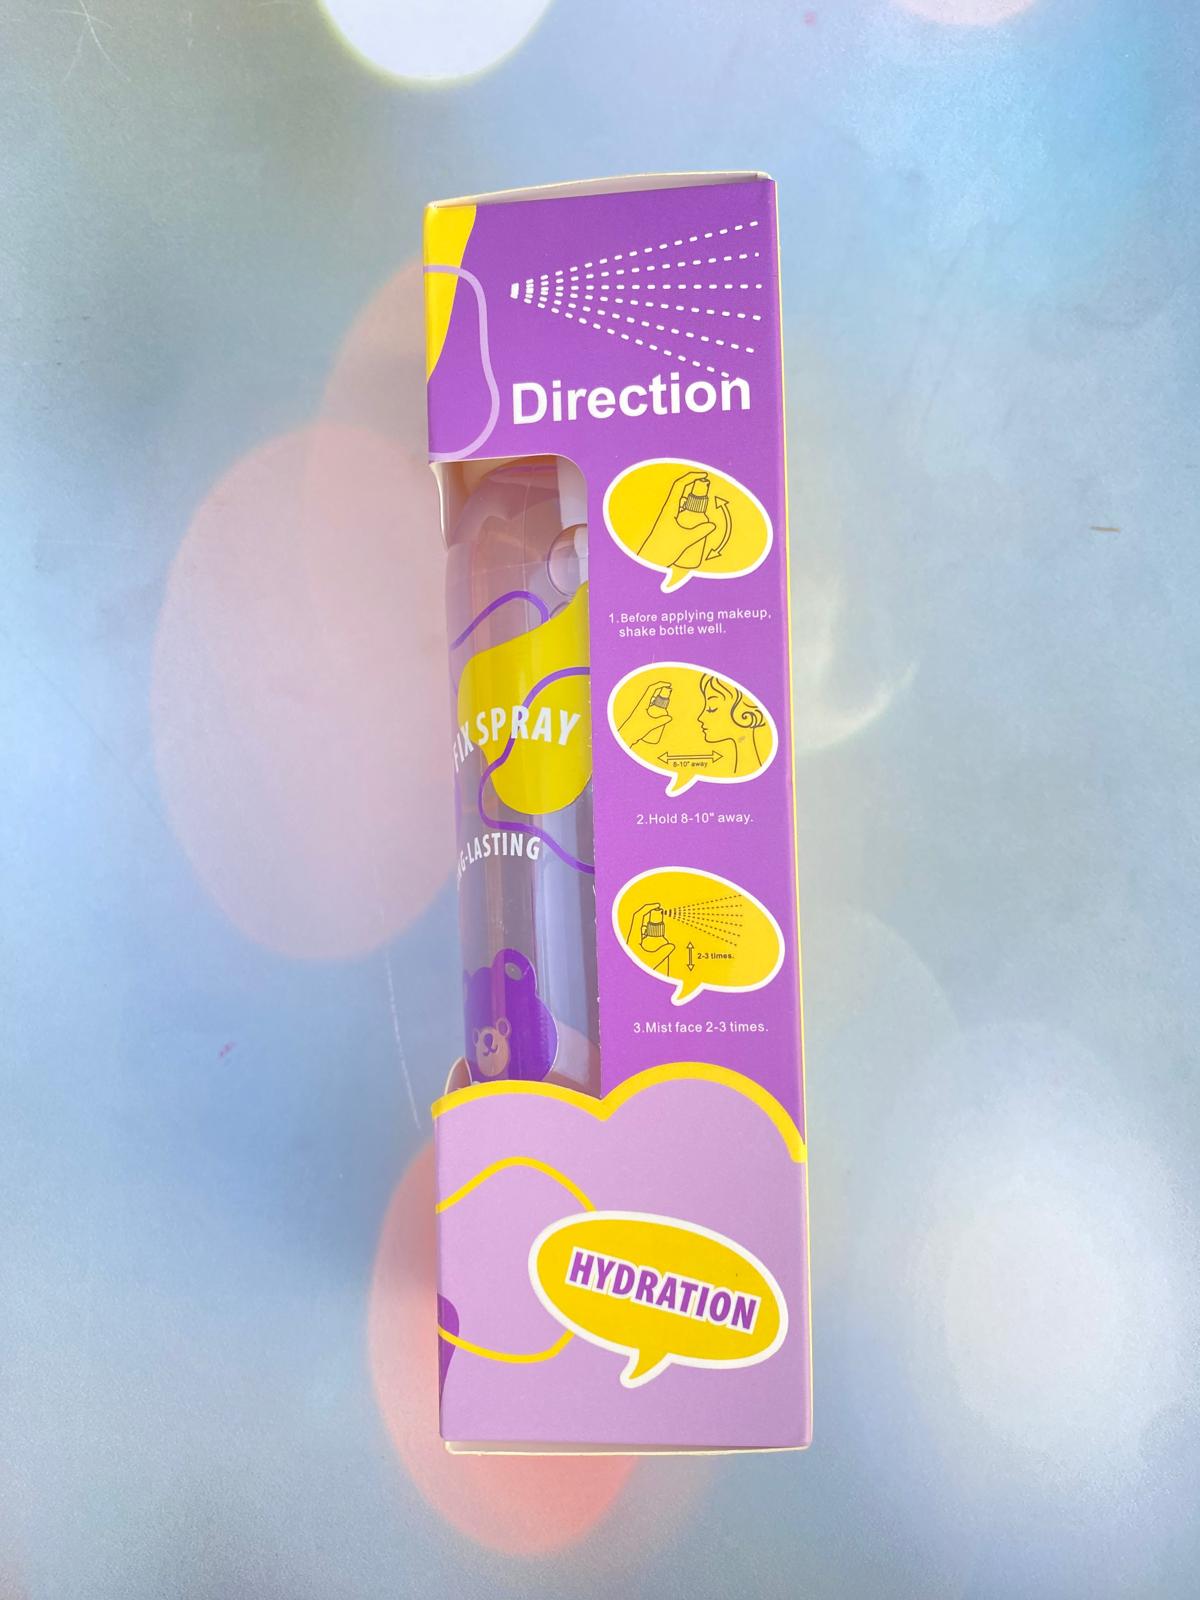 Direction
1.Before applying makeup,
shake bottle well.
8-10" away
2.Hold 8-10" away.
2-3 times.
3.Mist face 2-3 times.
FIX SPRAY
-LASTING
HYDRATION